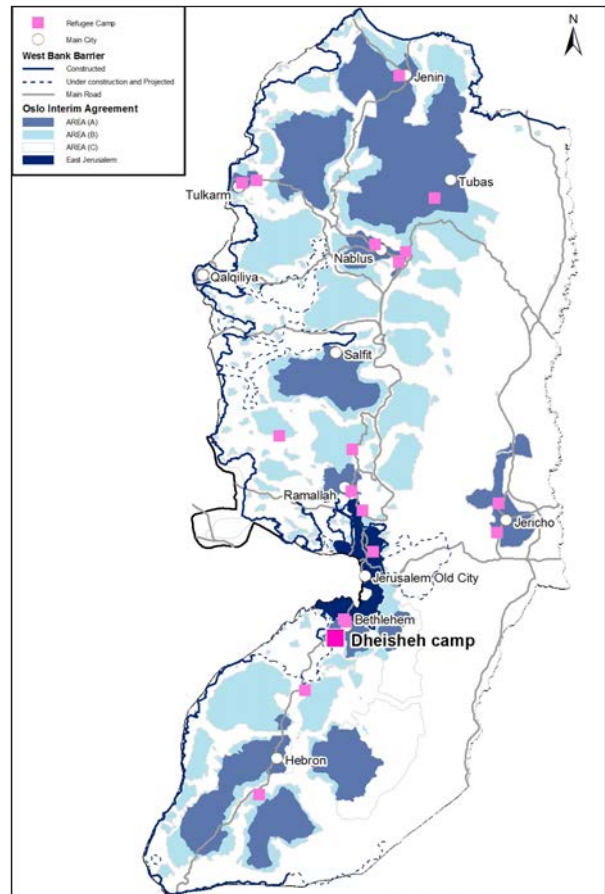 Refugee Camp
Main City
West Bank Barrier
Constructed
Under construction and Projected
Main Road
Oslo Interim Agreement
AREA (A)
AREA (B)
AREA (C)
East Jerusalem
N
Jenin
Tubas
Tulkarm
Nablus
Qalqiliya
Salfit
Ramallah
Jericho
Jerusalem Old City
Bethlehem
Dheisheh camp
Hebron